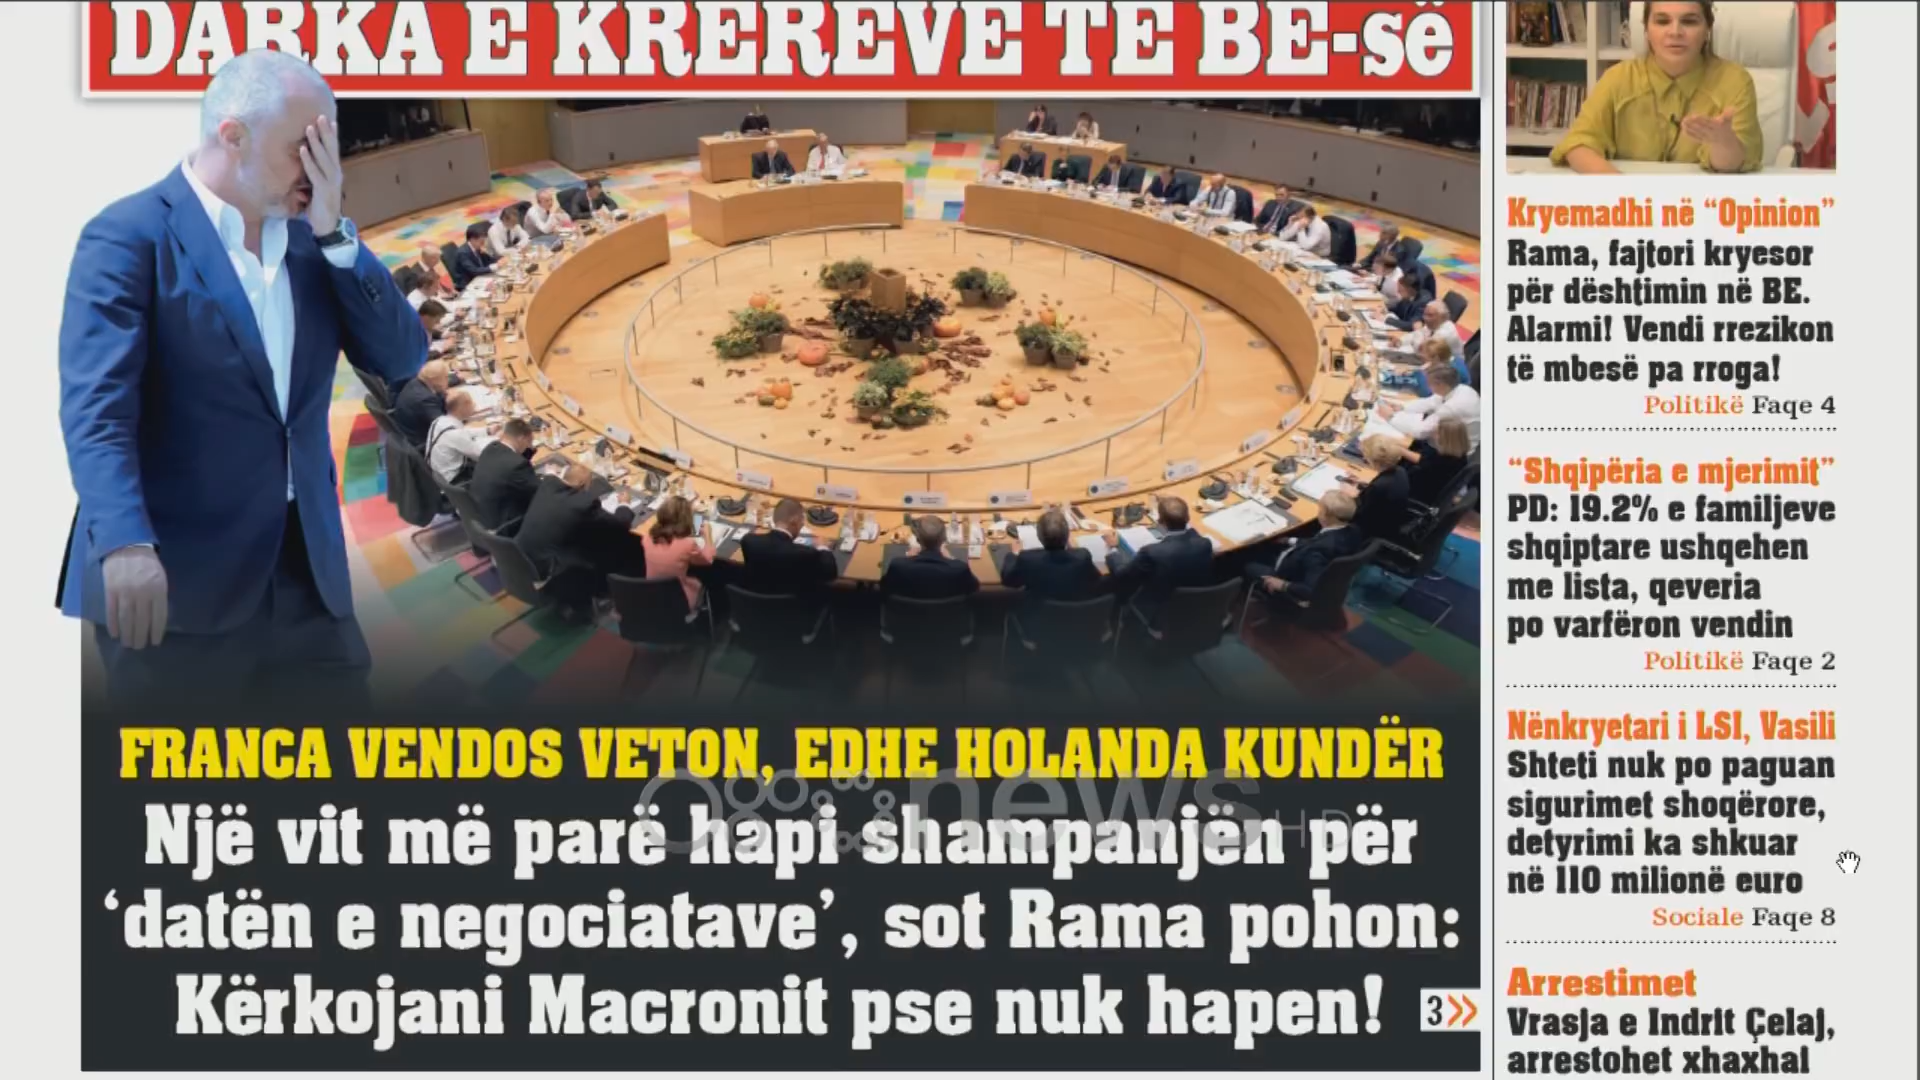 DARKA E KRERËVE TË BE-së
FRANCA VENDOS VETON, EDHE HOLANDA KUNDËR
Një vit më parë hapi shampanjën për
‘datën e negociatave’, sot Rama pohon:
Kërkojani Macronit pse nuk hapen!
3
Kryemadhi në “Opinion”
Rama, fajtori kryesor
për dështimin në BE.
Alarmi! Vendi rrezikon
të mbesë pa rroga!
Politikë Faqe 4
“Shqipëria e mjerimit”
PD: 19.2% e familjeve
shqiptare ushqehen
me lista, qeveria
po varfëron vendin
Politikë Faqe 2
Nënkryetari i LSI, Vasili
Shteti nuk po paguan
sigurimet shoqërore,
detyrimi ka shkuar
në 110 milionë euro
Sociale Faqe 8
Arrestimet
Vrasja e Indrit Çelaj,
arrestohet xhaxhai
news HD